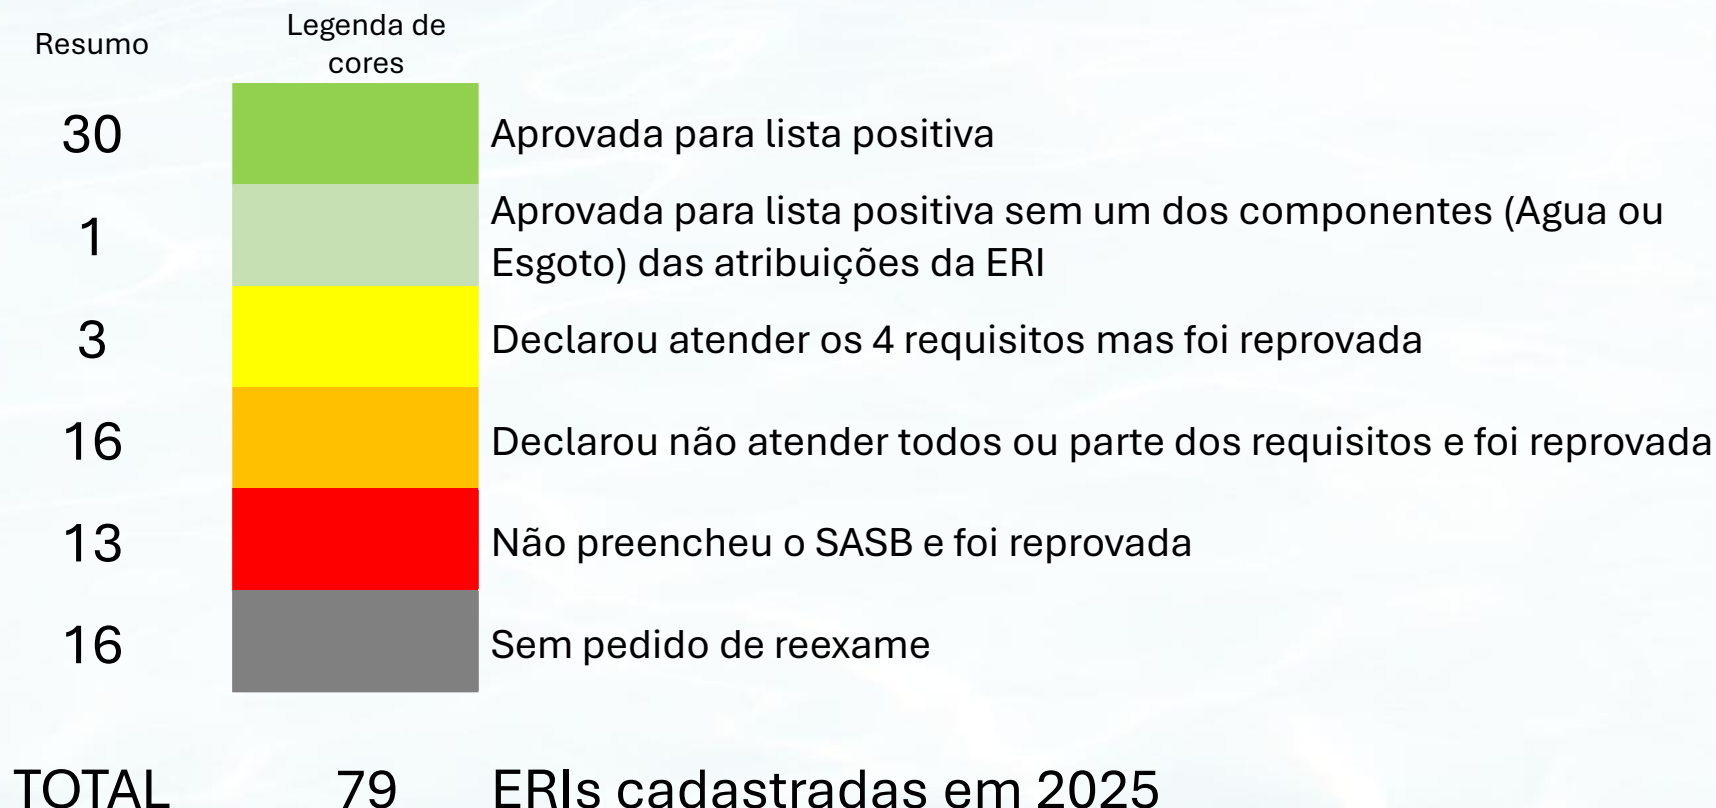 Resumo
Legenda de
cores
30
Aprovada para lista positiva
1
Aprovada para lista positiva sem um dos componentes (Agua ou
Esgoto) das atribuições da ERI
3
Declarou atender os 4 requisitos mas foi reprovada
16
Declarou não atender todos ou parte dos requisitos e foi reprovada
13
Não preencheu o SASB e foi reprovada
16
Sem pedido de reexame
TOTAL 79 ERIs cadastradas em 2025